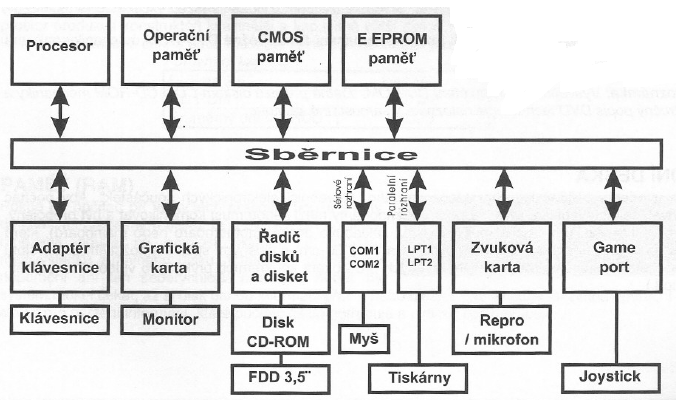 Procesor
Operační
paměť
CMOS
paměť
E EPROM
paměť
Sběrnice
Sériové
rozhraní
Paralelní
rozhraní
Adaptér
klávesnice
Grafická
karta
Řadič
disků
a disket
COM1
COM2
LPT1
LPT2
Zvuková
karta
Game
port
Klávesnice
Monitor
Disk
CD-ROM
FDD 3,5¨
Myš
Tiskárny
Repro
/ mikrofon
Joystick